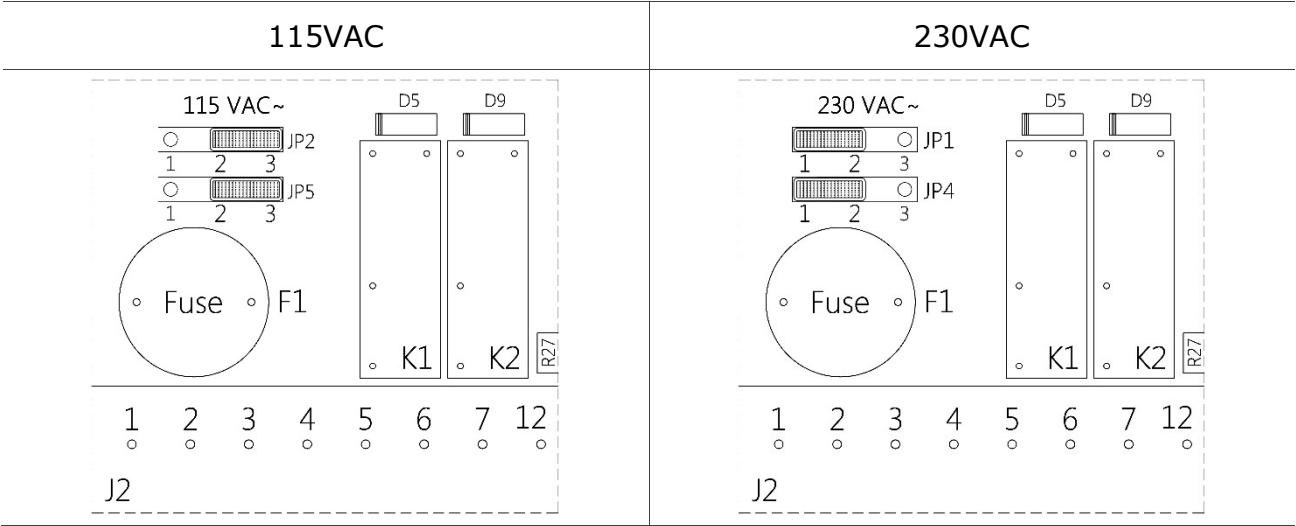 115VAC
230VAC
115 VAC~
D5 D9
JP2
1 2 3
JP5
1 2 3
Fuse F1
K1 K2 R27
1 2 3 4 5 6 7 12
J2
230 VAC~
D5 D9
JP1
1 2 3
JP4
1 2 3
Fuse F1
K1 K2 R27
1 2 3 4 5 6 7 12
J2